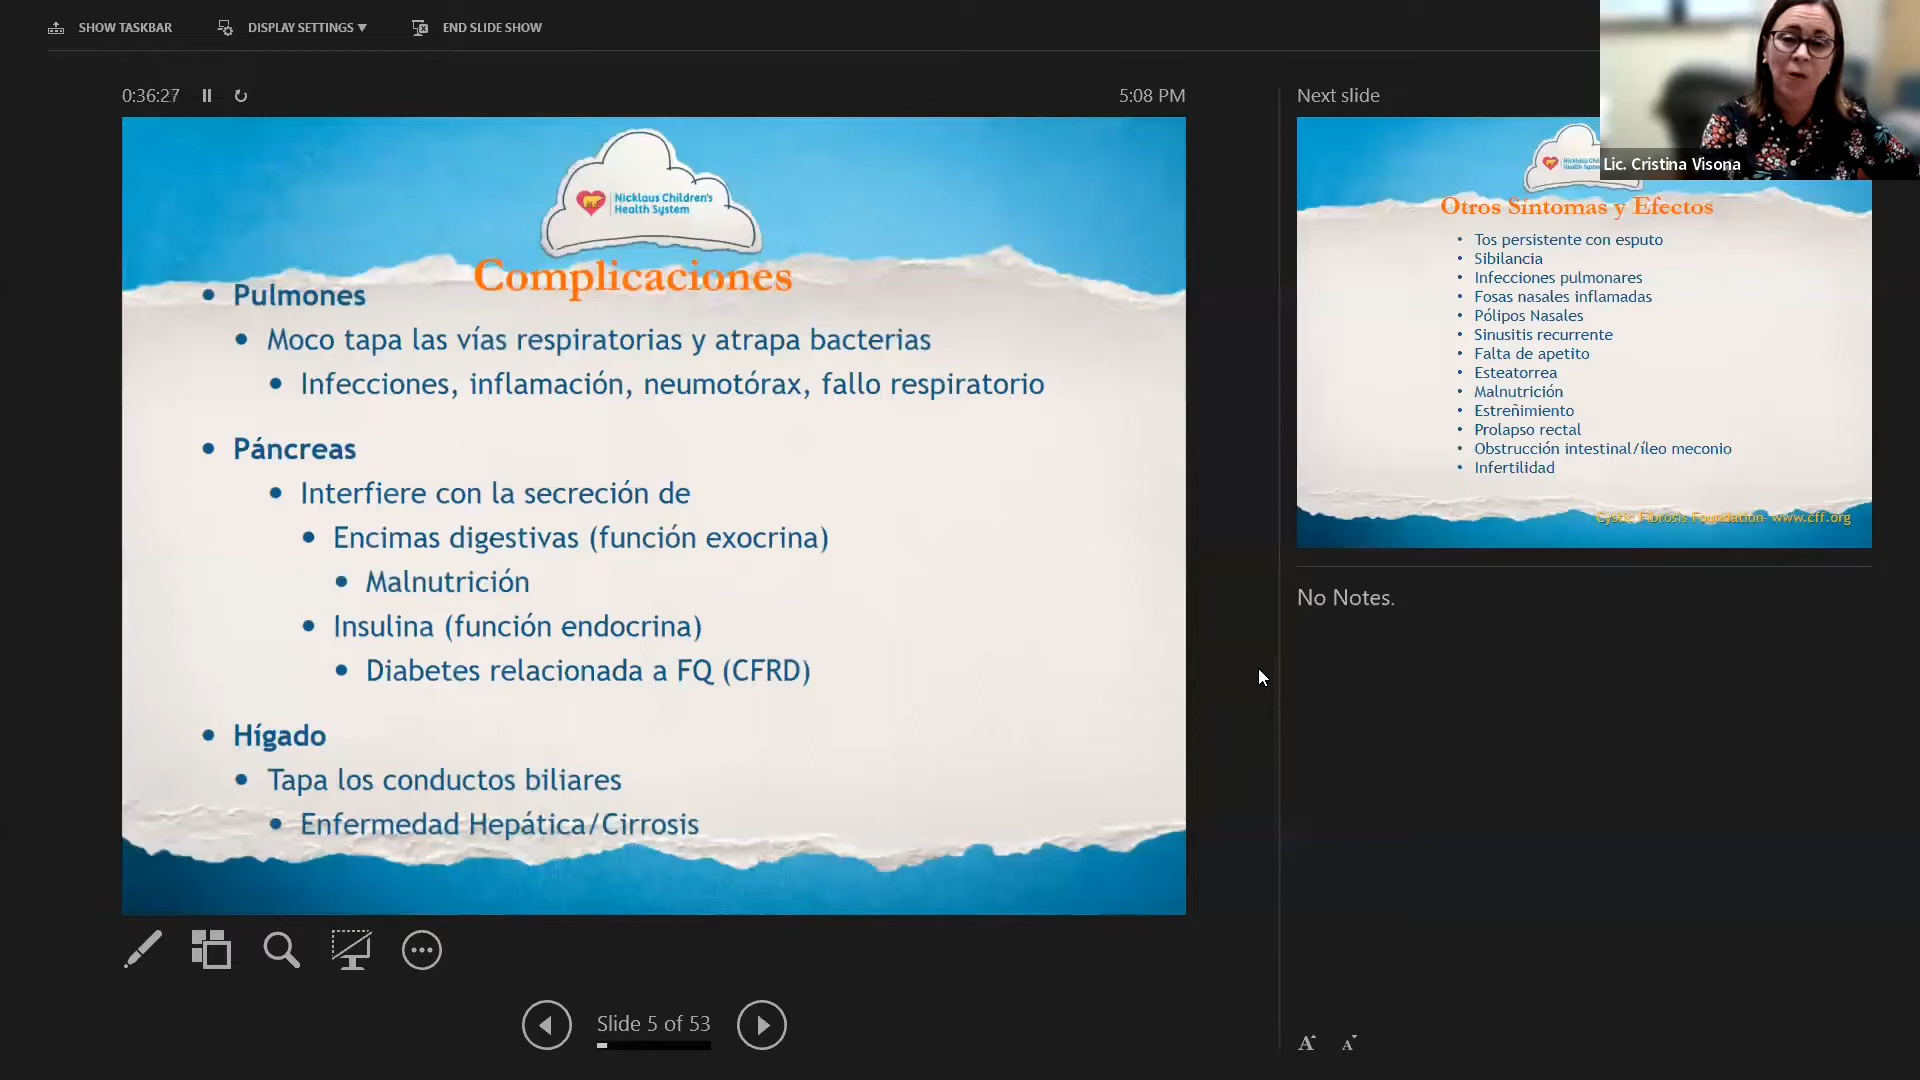 SHOW TASKBAR
DISPLAY SETTINGS
END SLIDE SHOW
0:36:27
5:08 PM
Nicklaus Children's
Health System
Complicaciones
• Pulmones
• Moco tapa las vías respiratorias y atrapa bacterias
• Infecciones, inflamación, neumotórax, fallo respiratorio
• Páncreas
• Interfiere con la secreción de
• Encimas digestivas (función exocrina)
• Malnutrición
• Insulina (función endocrina)
• Diabetes relacionada a FQ (CFRD)
• Hígado
• Tapa los conductos biliares
• Enfermedad Hepática/Cirrosis
Slide 5 of 53
Next slide
Lic. Cristina Visona
Otros Síntomas y Efectos
• Tos persistente con esputo
• Sibilancia
• Infecciones pulmonares
• Fosas nasales inflamadas
• Pólipos Nasales
• Sinusitis recurrente
• Falta de apetito
• Esteatorrea
• Malnutrición
• Estreñimiento
• Prolapso rectal
• Obstrucción intestinal/íleo meconio
• Infertilidad
Cystic Fibrosis Foundation- www.cff.org
No Notes.
A A